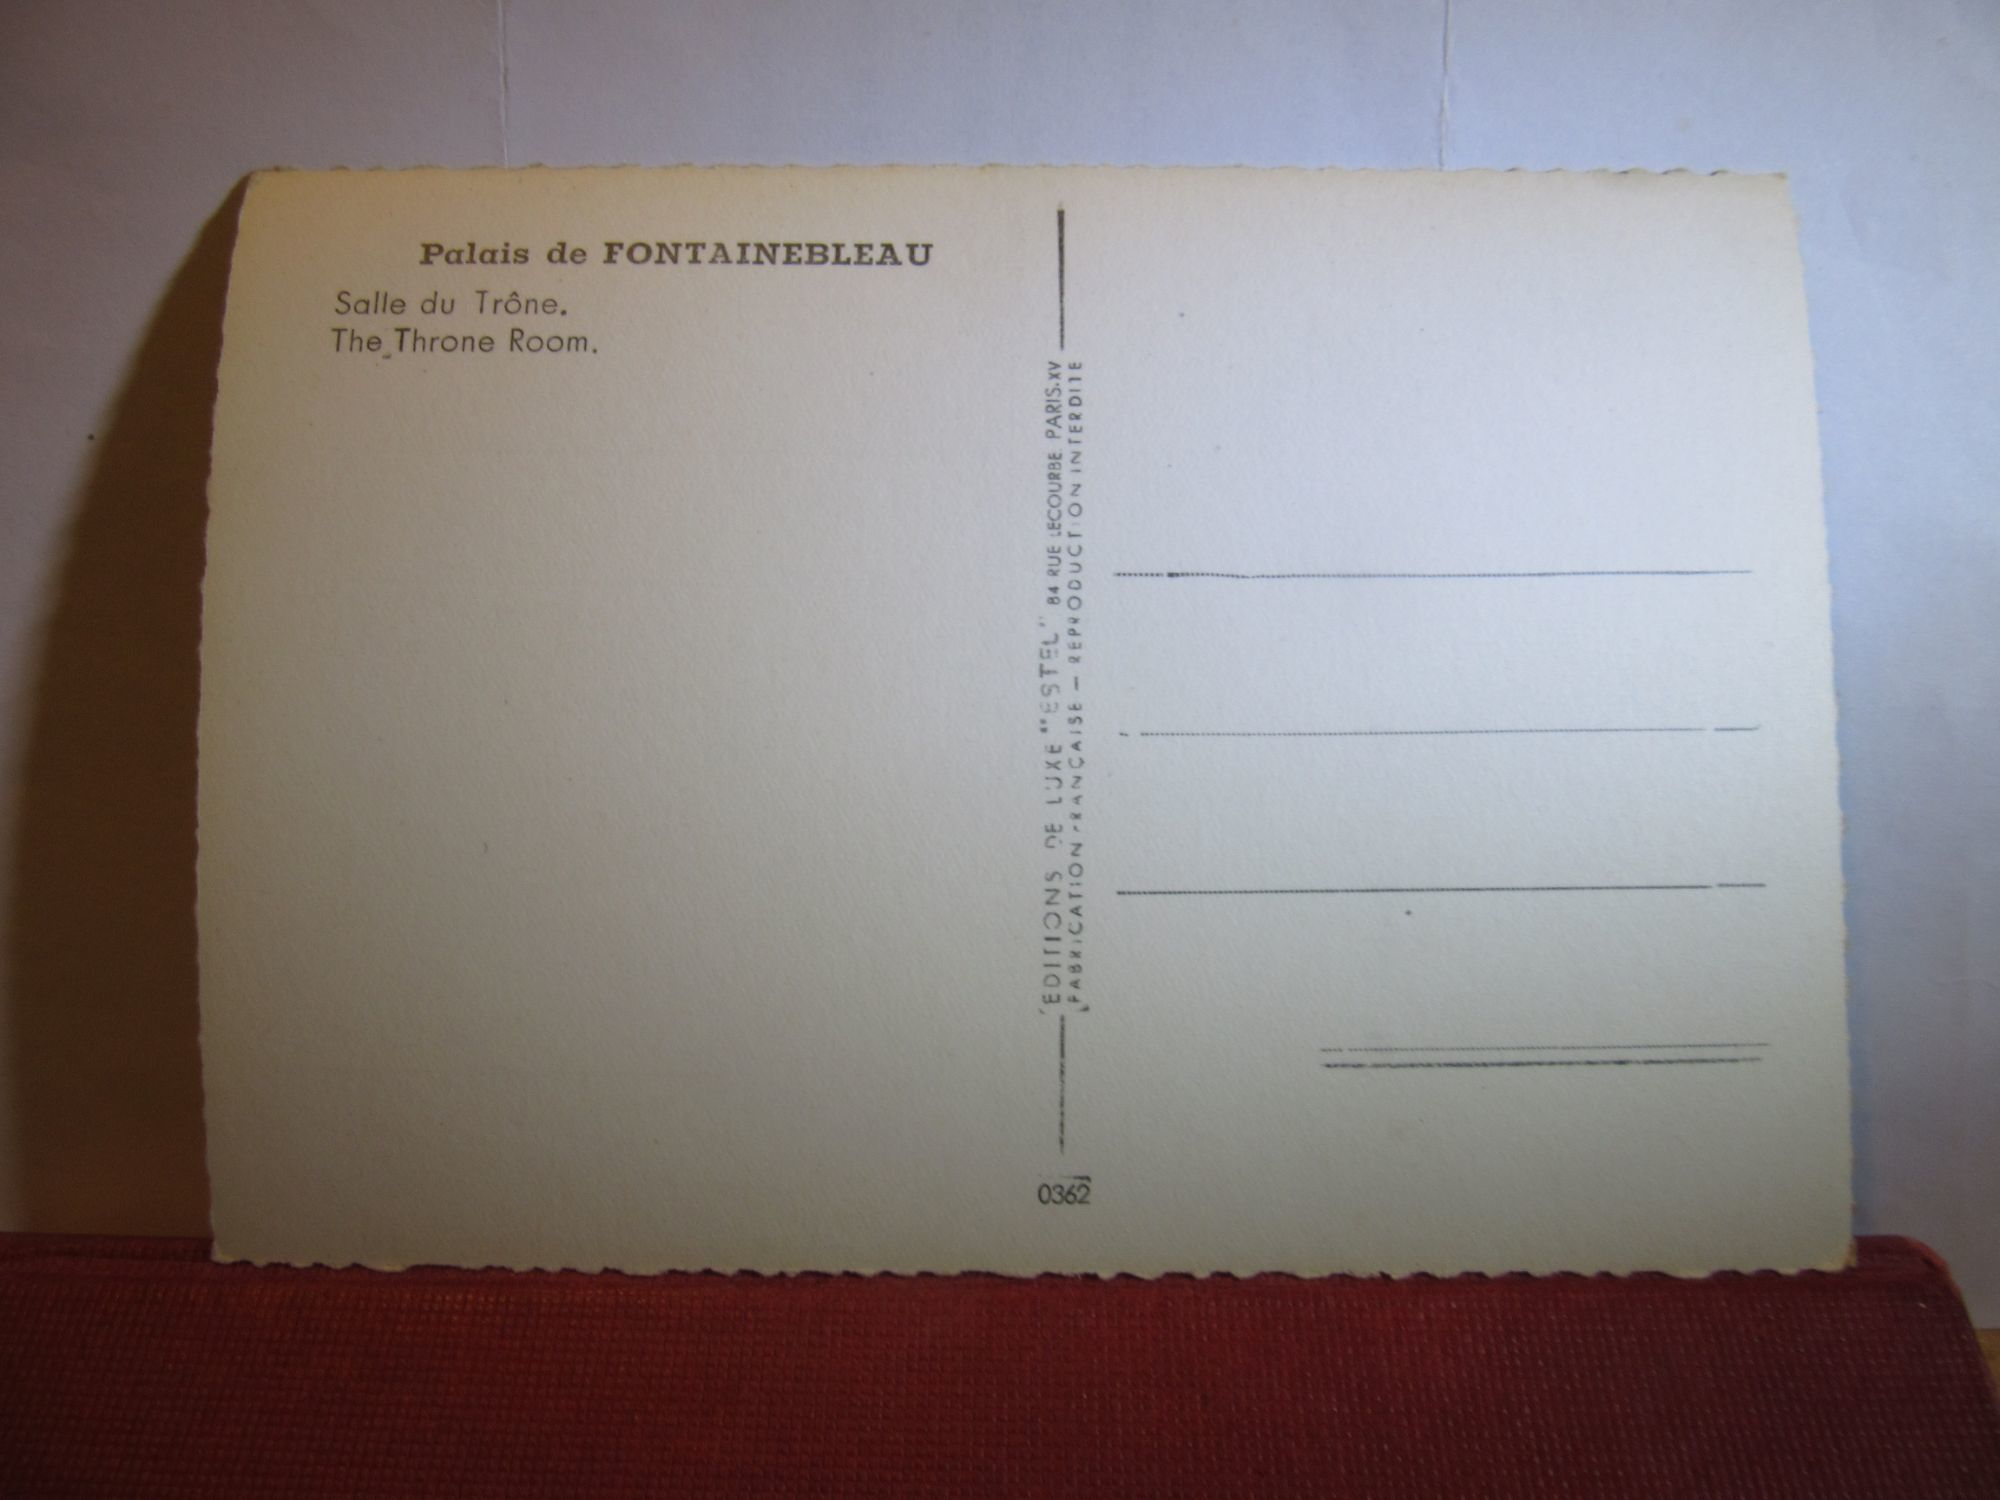 Palais de FONTAINEBLEAU
Salle du Trône.
The Throne Room.
EDITIONS DE LUXE "ESTEL" 84 RUE LECOURBE. PARIS.XV
FABRICATION FRANÇAISE — REPRODUCTION INTERDITE
0362